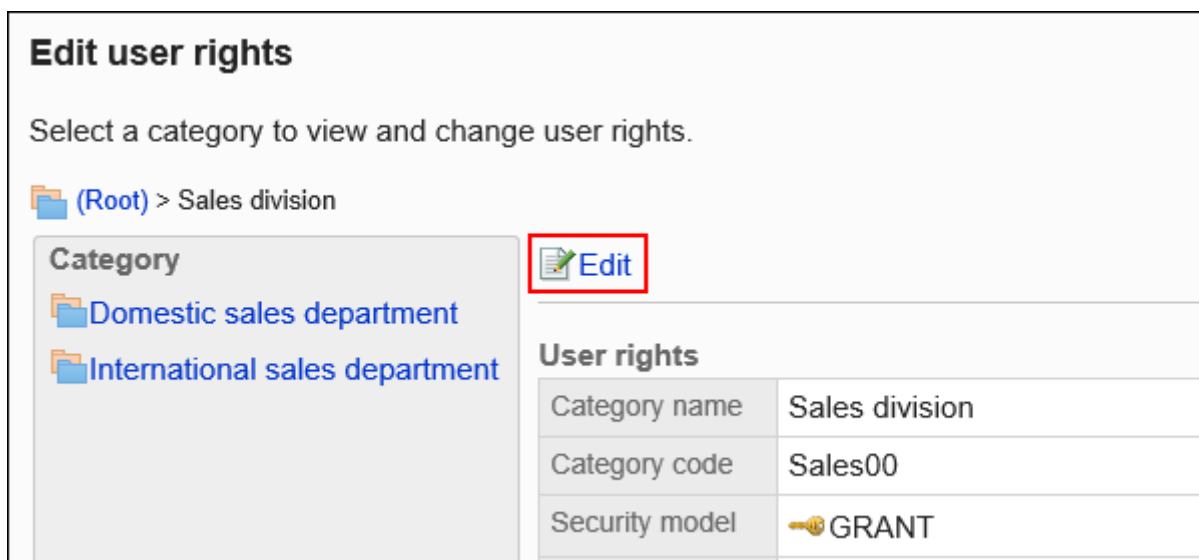 Edit user rights
Select a category to view and change user rights.
(Root) > Sales division
Category
Domestic sales department
International sales department
Edit
User rights
Category name Sales division
Category code Sales00
Security model GRANT